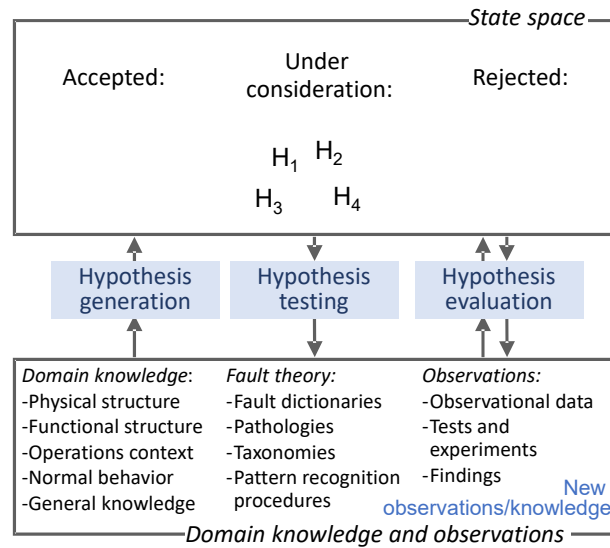 State space
Accepted:
Under
consideration:
Rejected:
H1 H2
H3 H4
Hypothesis
generation
Hypothesis
testing
Hypothesis
evaluation
Domain knowledge:
-Physical structure
-Functional structure
-Operations context
-Normal behavior
-General knowledge
Fault theory:
-Fault dictionaries
-Pathologies
-Taxonomies
-Pattern recognition
procedures
Observations:
-Observational data
-Tests and
experiments
-Findings
New
observations/knowledge
Domain knowledge and observations